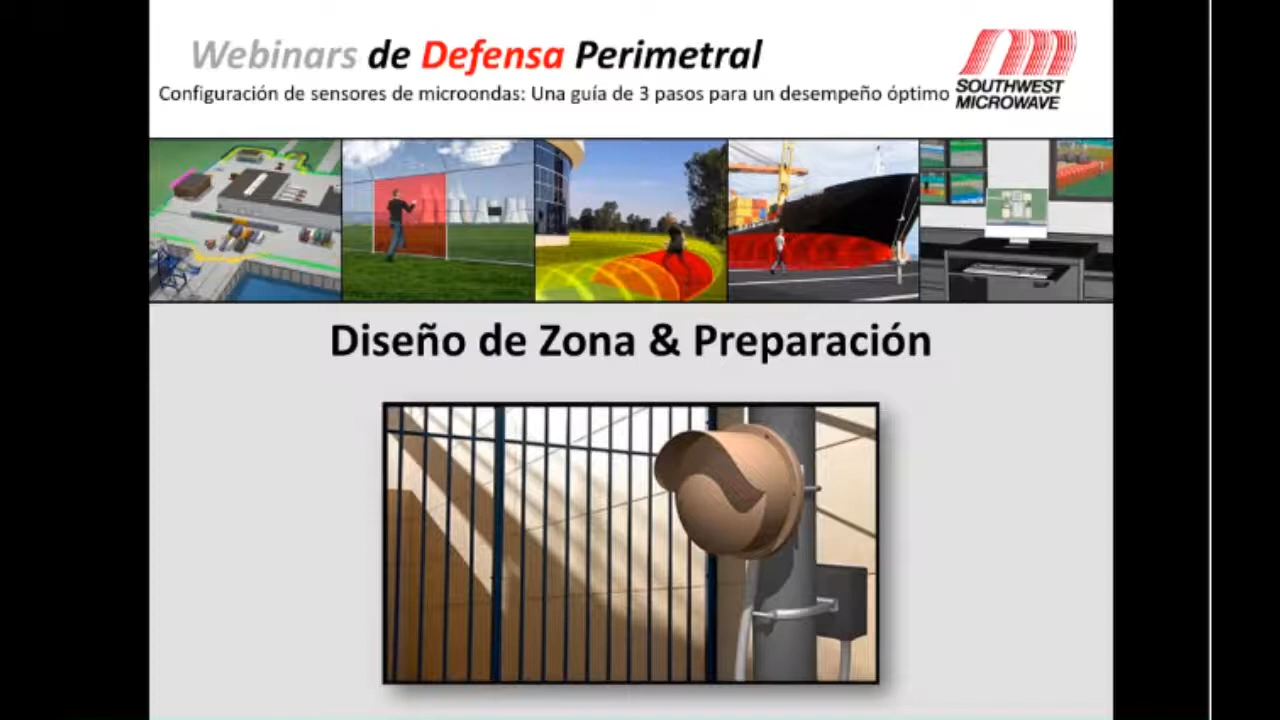 Webinars de Defensa Perimetral
Configuración de sensores de microondas: Una guía de 3 pasos para un desempeño óptimo
SOUTHWEST
MICROWAVE
Diseño de Zona & Preparación